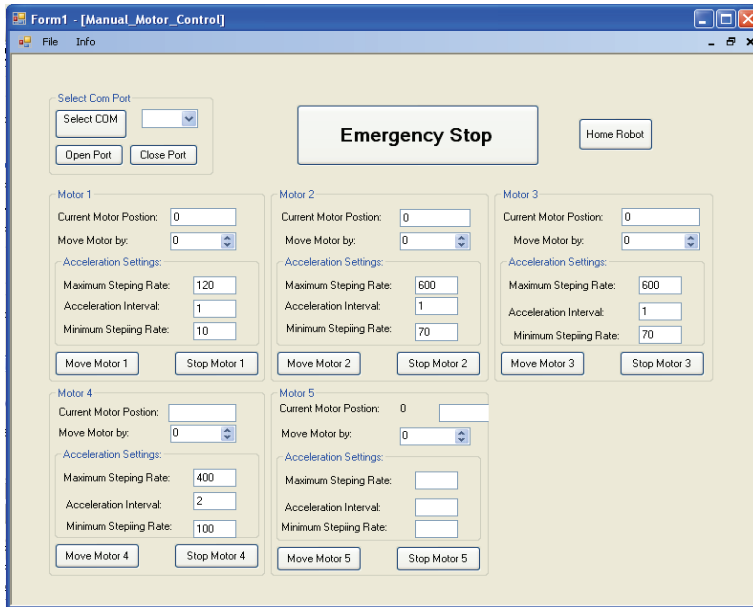 Form1 - [Manual_Motor_Control]
File Info
Select Com Port
Select COM
Open Port Close Port
Emergency Stop
Home Robot
Motor 1
Current Motor Postion: 0
Move Motor by: 0
Acceleration Settings:
Maximum Steping Rate: 120
Acceleration Interval: 1
Minimum Stepiing Rate: 10
Move Motor 1 Stop Motor 1
Motor 2
Current Motor Postion: 0
Move Motor by: 0
Acceleration Settings:
Maximum Steping Rate: 600
Acceleration Interval: 1
Minimum Stepiing Rate: 70
Move Motor 2 Stop Motor 2
Motor 3
Current Motor Postion: 0
Move Motor by: 0
Acceleration Settings:
Maximum Steping Rate: 600
Acceleration Interval: 1
Minimum Stepiing Rate: 70
Move Motor 3 Stop Motor 3
Motor 4
Current Motor Postion:
Move Motor by: 0
Acceleration Settings:
Maximum Steping Rate: 400
Acceleration Interval: 2
Minimum Stepiing Rate: 100
Move Motor 4 Stop Motor 4
Motor 5
Current Motor Postion: 0
Move Motor by: 0
Acceleration Settings:
Maximum Steping Rate:
Acceleration Interval:
Minimum Stepiing Rate:
Move Motor 5 Stop Motor 5